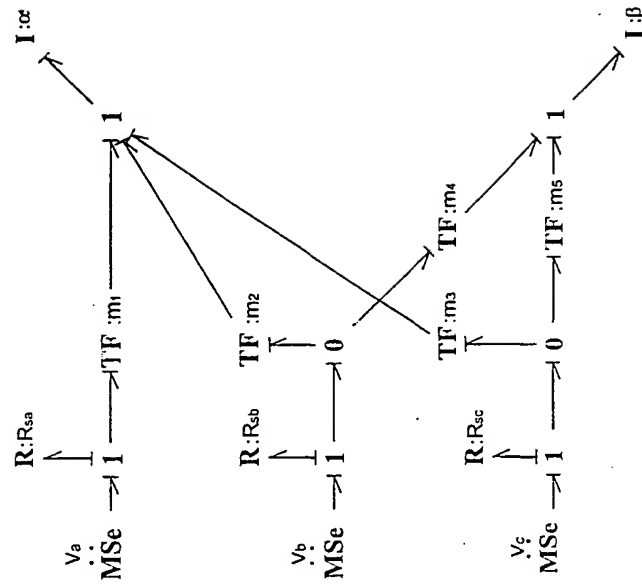 I:α
R:Rsa
Va
MSe 1 TF:m1 1
R:Rsb
TF:m2
Vb
MSe 1 0
TF:m4
R:Rsc
TF:m3
Vc
MSe 1 0 TF:m5 1
I:β